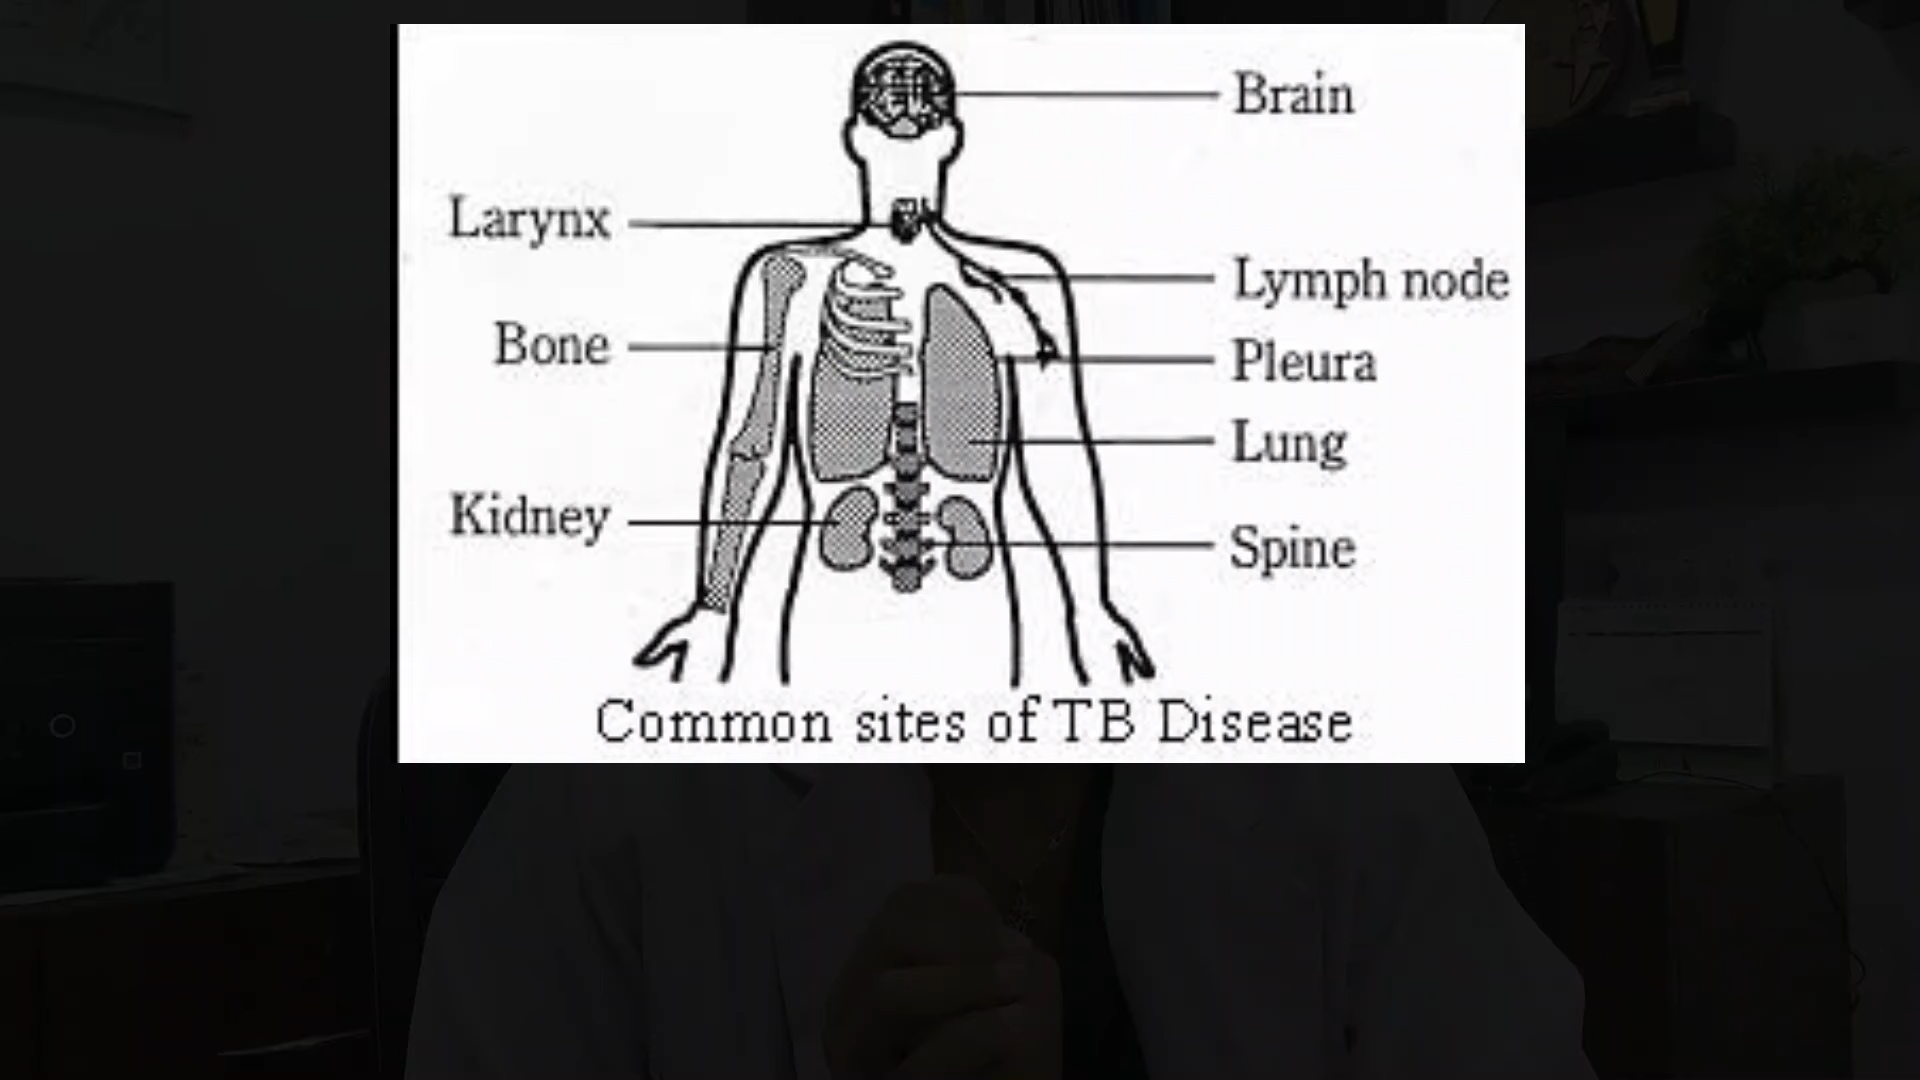 Brain
Larynx
Lymph node
Bone
Pleura
Lung
Kidney
Spine
Common sites of TB Disease